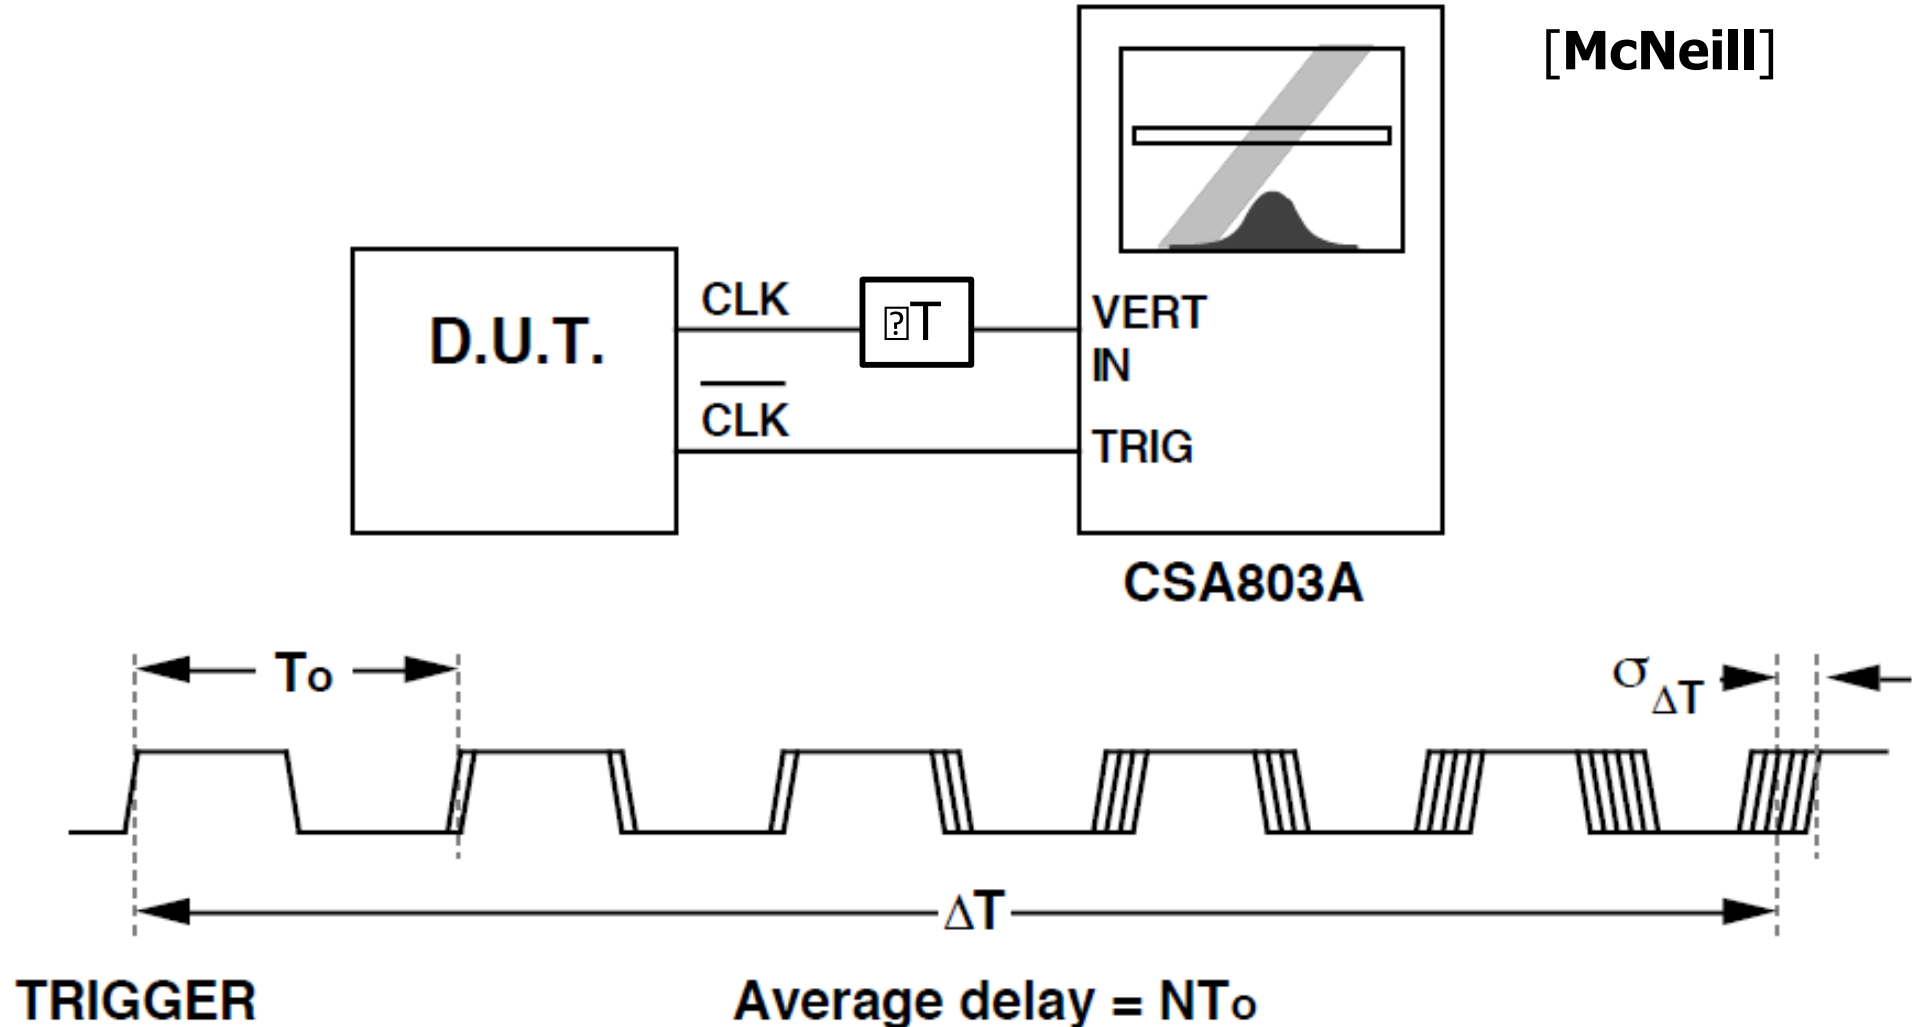 [McNeill]
D.U.T.
CLK
⍰T
VERT
IN
CLK
TRIG
CSA803A
To
σΔT
ΔT
TRIGGER
Average delay = NTo